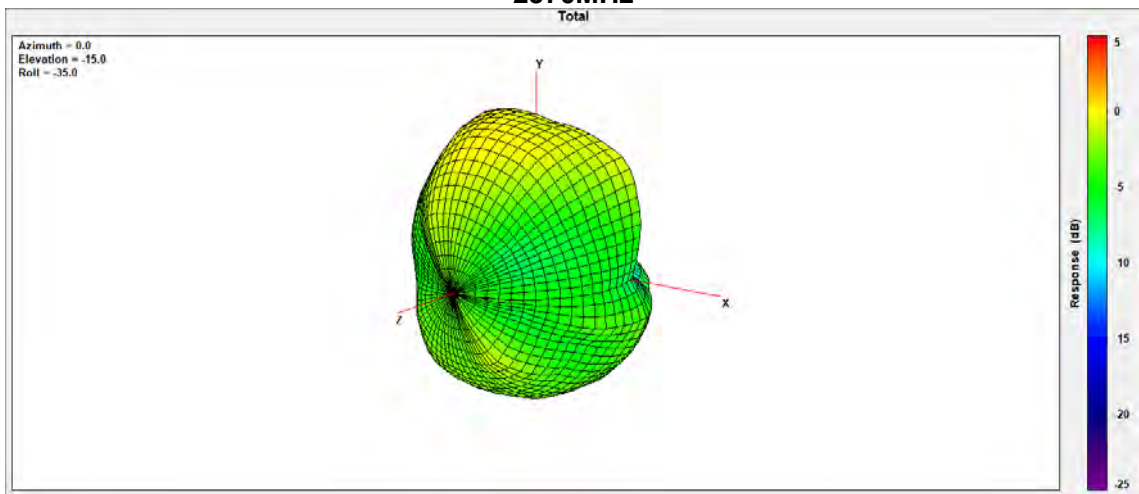 Total
Azimuth = 0.0
Elevation = -15.0
Roll = -35.0
Y
X
Z
5
0
5
10
15
-20
-25
Response (dB)